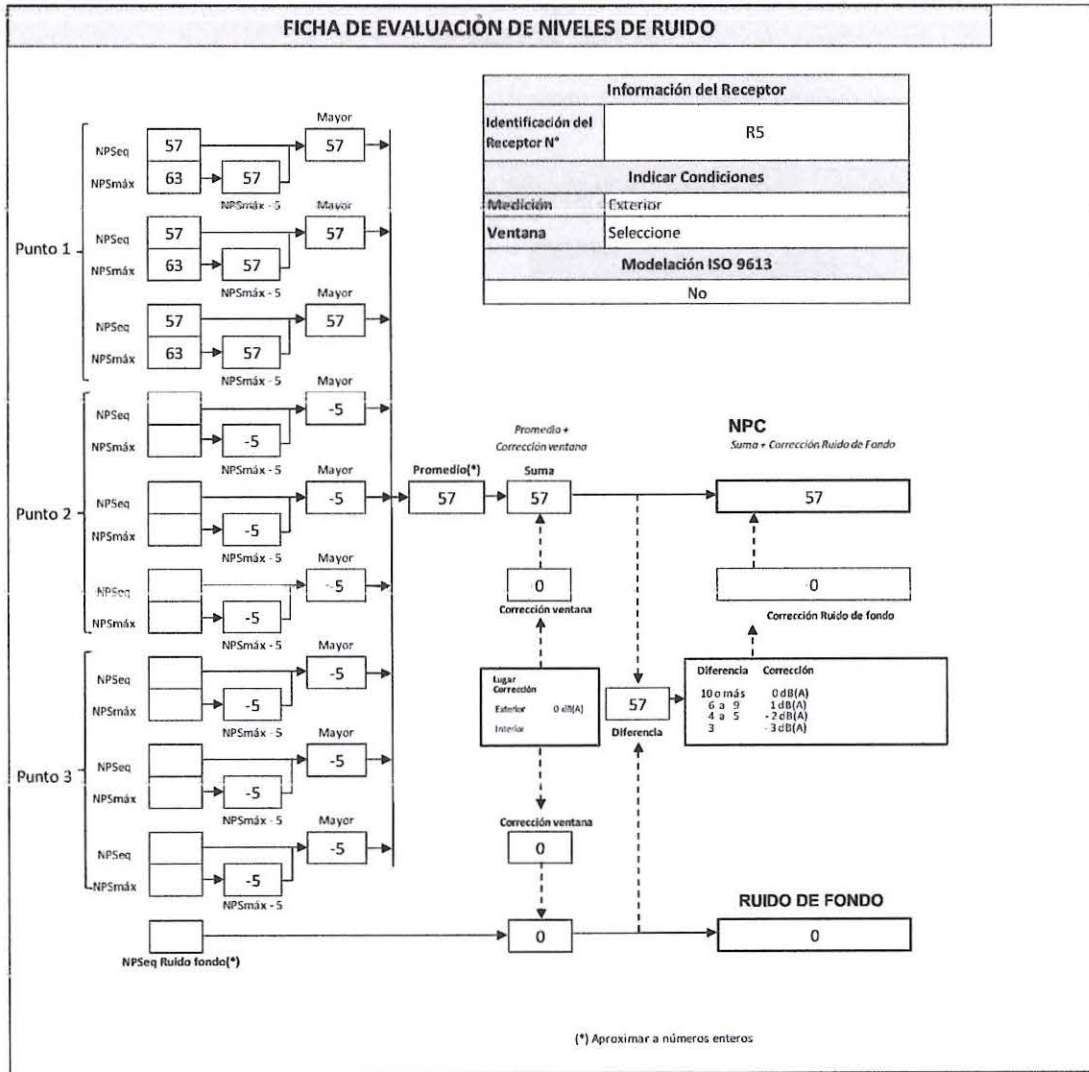 FICHA DE EVALUACIÓN DE NIVELES DE RUIDO
Información del Receptor
Identificación del Receptor N° R5
Indicar Condiciones
Medición Exterior
Ventana Seleccione
Modelación ISO 9613
No
Punto 1
Mayor
NPSeq 57 57
NPSmáx 63 57
NPSmáx - 5
Mayor
NPSeq 57 57
NPSmáx 63 57
NPSmáx - 5
Mayor
NPSeq 57 57
NPSmáx 63 57
NPSmáx - 5
Punto 2
Mayor
NPSeq -5
NPSmáx -5
NPSmáx - 5
Mayor
NPSeq -5
NPSmáx -5
NPSmáx - 5
Mayor
NPSeq -5
NPSmáx -5
NPSmáx - 5
Punto 3
Mayor
NPSeq -5
NPSmáx -5
NPSmáx - 5
Mayor
NPSeq -5
NPSmáx -5
NPSmáx - 5
Mayor
NPSeq -5
NPSmáx -5
NPSmáx - 5
NPSeq Ruido fondo(*)
Promedio(*)
57
Promedio +
Corrección ventana
Suma
57
0
Corrección ventana
Lugar
Corrección
Exterior 0 dB(A)
Interior
Corrección ventana
0
0
57
Diferencia
NPC
Suma + Corrección Ruido de Fondo
57
0
Corrección Ruido de fondo
Diferencia Corrección
10 o más 0 dB(A)
6 a 9 1 dB(A)
4 a 5 - 2 dB(A)
3 - 3 dB(A)
RUIDO DE FONDO
0
(*) Aproximar a números enteros